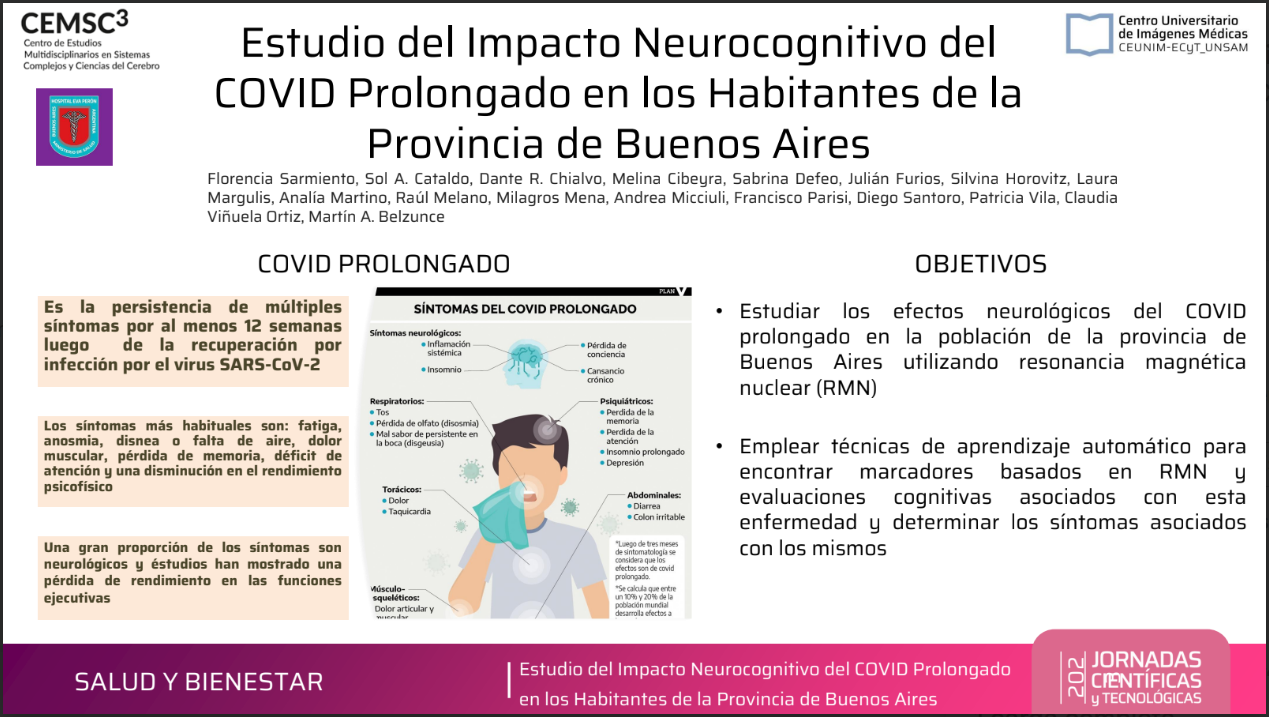 CEMSC³
Centro de Estudios
Multidisciplinarios en Sistemas
Complejos y Ciencias del Cerebro
HOSPITAL EVA PERÓN
BUENOS AIRES
ARGENTINA
MINISTERIO DE SALUD
Centro Universitario
de Imágenes Médicas
CEUNIM-ECyT_UNSAM
Estudio del Impacto Neurocognitivo del
COVID Prolongado en los Habitantes de la
Provincia de Buenos Aires
Florencia Sarmiento, Sol A. Cataldo, Dante R. Chialvo, Melina Cibeyra, Sabrina Defeo, Julián Furios, Silvina Horovitz, Laura
Margulis, Analía Martino, Raúl Melano, Milagros Mena, Andrea Micciuli, Francisco Parisi, Diego Santoro, Patricia Vila, Claudia
Viñuela Ortiz, Martín A. Belzunce
COVID PROLONGADO
Es la persistencia de múltiples
síntomas por al menos 12 semanas
luego de la recuperación por
infección por el virus SARS-CoV-2
Los síntomas más habituales son: fatiga,
anosmia, disnea o falta de aire, dolor
muscular, pérdida de memoria, déficit de
atención y una disminución en el rendimiento
psicofísico
Una gran proporción de los síntomas son
neurológicos y éstudios han mostrado una
pérdida de rendimiento en las funciones
ejecutivas
PLAN V
SÍNTOMAS DEL COVID PROLONGADO
Síntomas neurológicos:
• Inflamación
sistémica
• Insomnio
• Pérdida de
conciencia
• Cansancio
crónico
Respiratorios:
• Tos
• Pérdida de olfato (disosmia)
• Mal sabor de persistente en
la boca (disgeusia)
Psiquiátricos:
• Perdida de la
memoria
• Perdida de la
atención
• Insomnio prolongado
• Depresión
Torácicos:
• Dolor
• Taquicardia
Abdominales:
• Diarrea
• Colon irritable
*Luego de tres meses
de sintomatología se
considera que los
efectos son de covid
prolongado.
*Se calcula que entre
un 10% y 20% de la
población mundial
desarrolla efectos a
Músculo-
squeléticos:
Dolor articular y
muscular
OBJETIVOS
• Estudiar los efectos neurológicos del COVID
prolongado en la población de la provincia de
Buenos Aires utilizando resonancia magnética
nuclear (RMN)
• Emplear técnicas de aprendizaje automático para
encontrar marcadores basados en RMN y
evaluaciones cognitivas asociados con esta
enfermedad y determinar los síntomas asociados
con los mismos
SALUD Y BIENESTAR
Estudio del Impacto Neurocognitivo del COVID Prolongado
en los Habitantes de la Provincia de Buenos Aires
202
JORNADAS
CIENTÍFICAS
y TECNOLÓGICAS